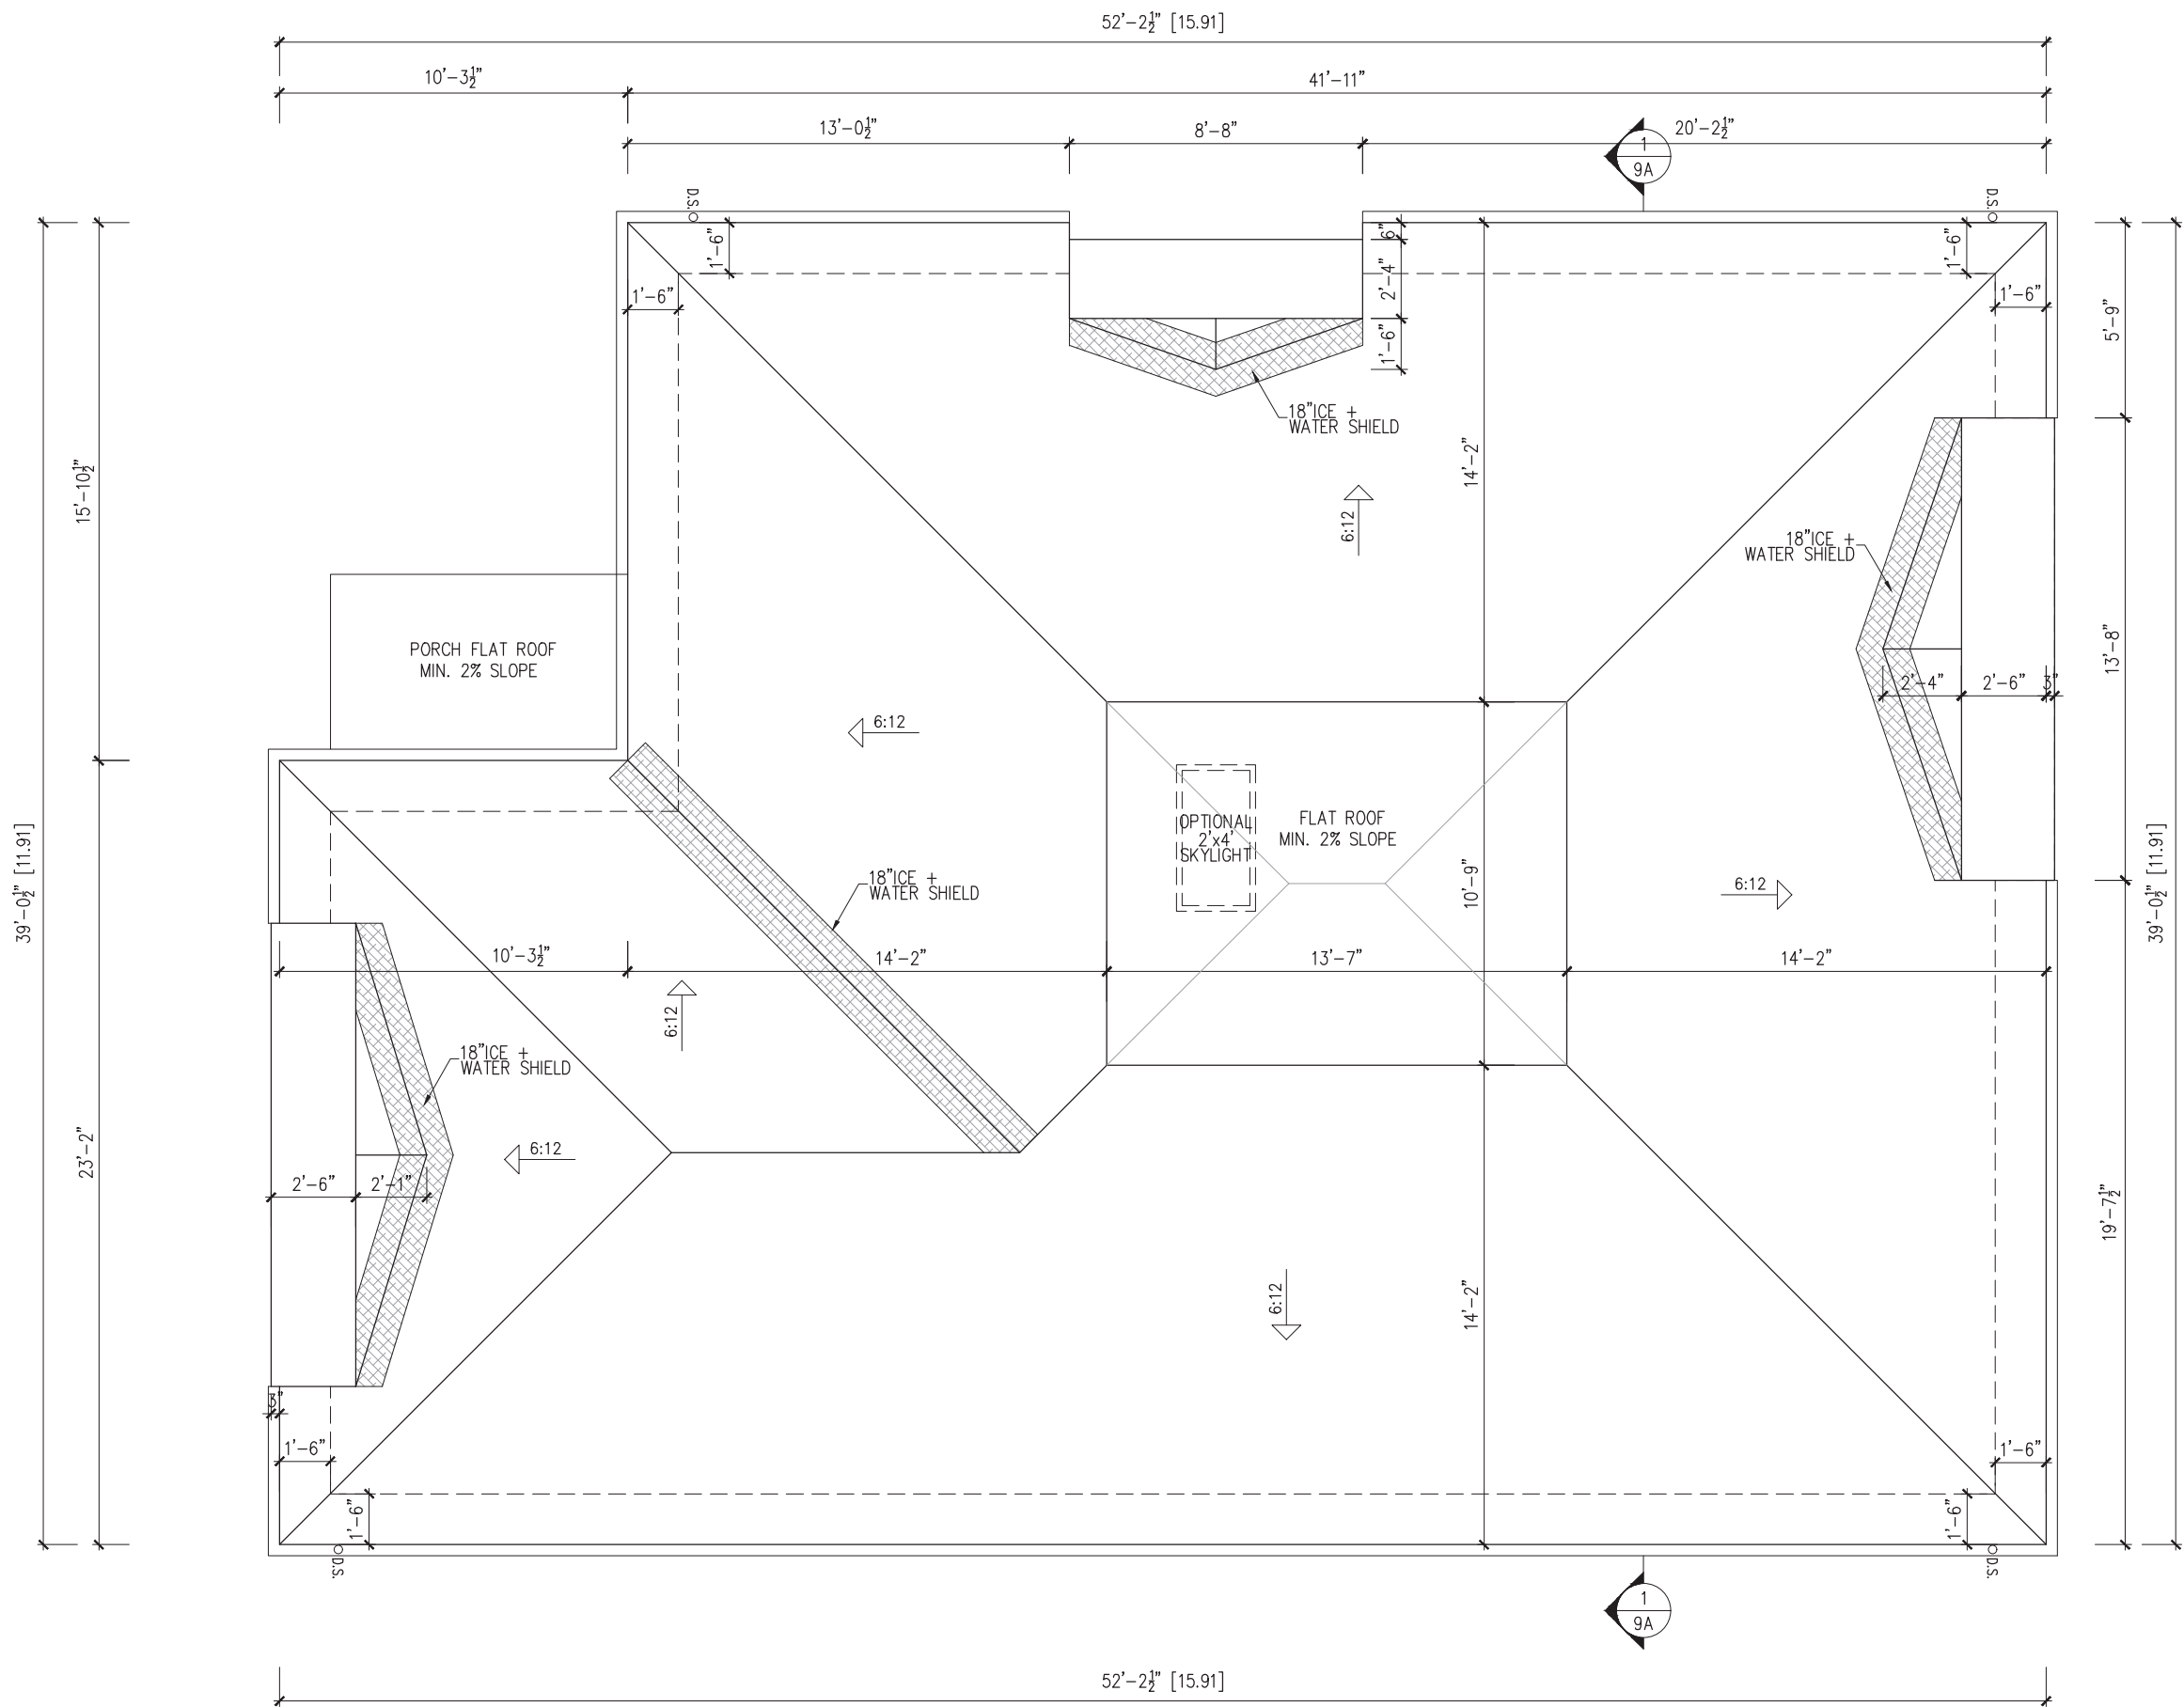 52'-2½" [15.91]
10'-3½"
41'-11"
13'-0½"
8'-8"
20'-2½"
1
9A
D.S.
D.S.
1'-6"
1'-6"
6"
2'-4"
1'-6"
1'-6"
1'-6"
5'-9"
18"ICE +
WATER SHIELD
14'-2"
6:12
15'-10½"
18"ICE +
WATER SHIELD
13'-8"
PORCH FLAT ROOF
MIN. 2% SLOPE
2'-4"
2'-6"
3"
6:12
OPTIONAL
2'x4'
SKYLIGHT
FLAT ROOF
MIN. 2% SLOPE
39'-0½" [11.91]
39'-0½" [11.91]
18"ICE +
WATER SHIELD
10'-9"
6:12
10'-3½"
14'-2"
13'-7"
14'-2"
6:12
18"ICE +
WATER SHIELD
23'-2"
6:12
2'-6"
2'-1"
19'-7½"
6:12
14'-2"
3"
1'-6"
1'-6"
1'-6"
1'-6"
D.S.
D.S.
1
9A
52'-2½" [15.91]